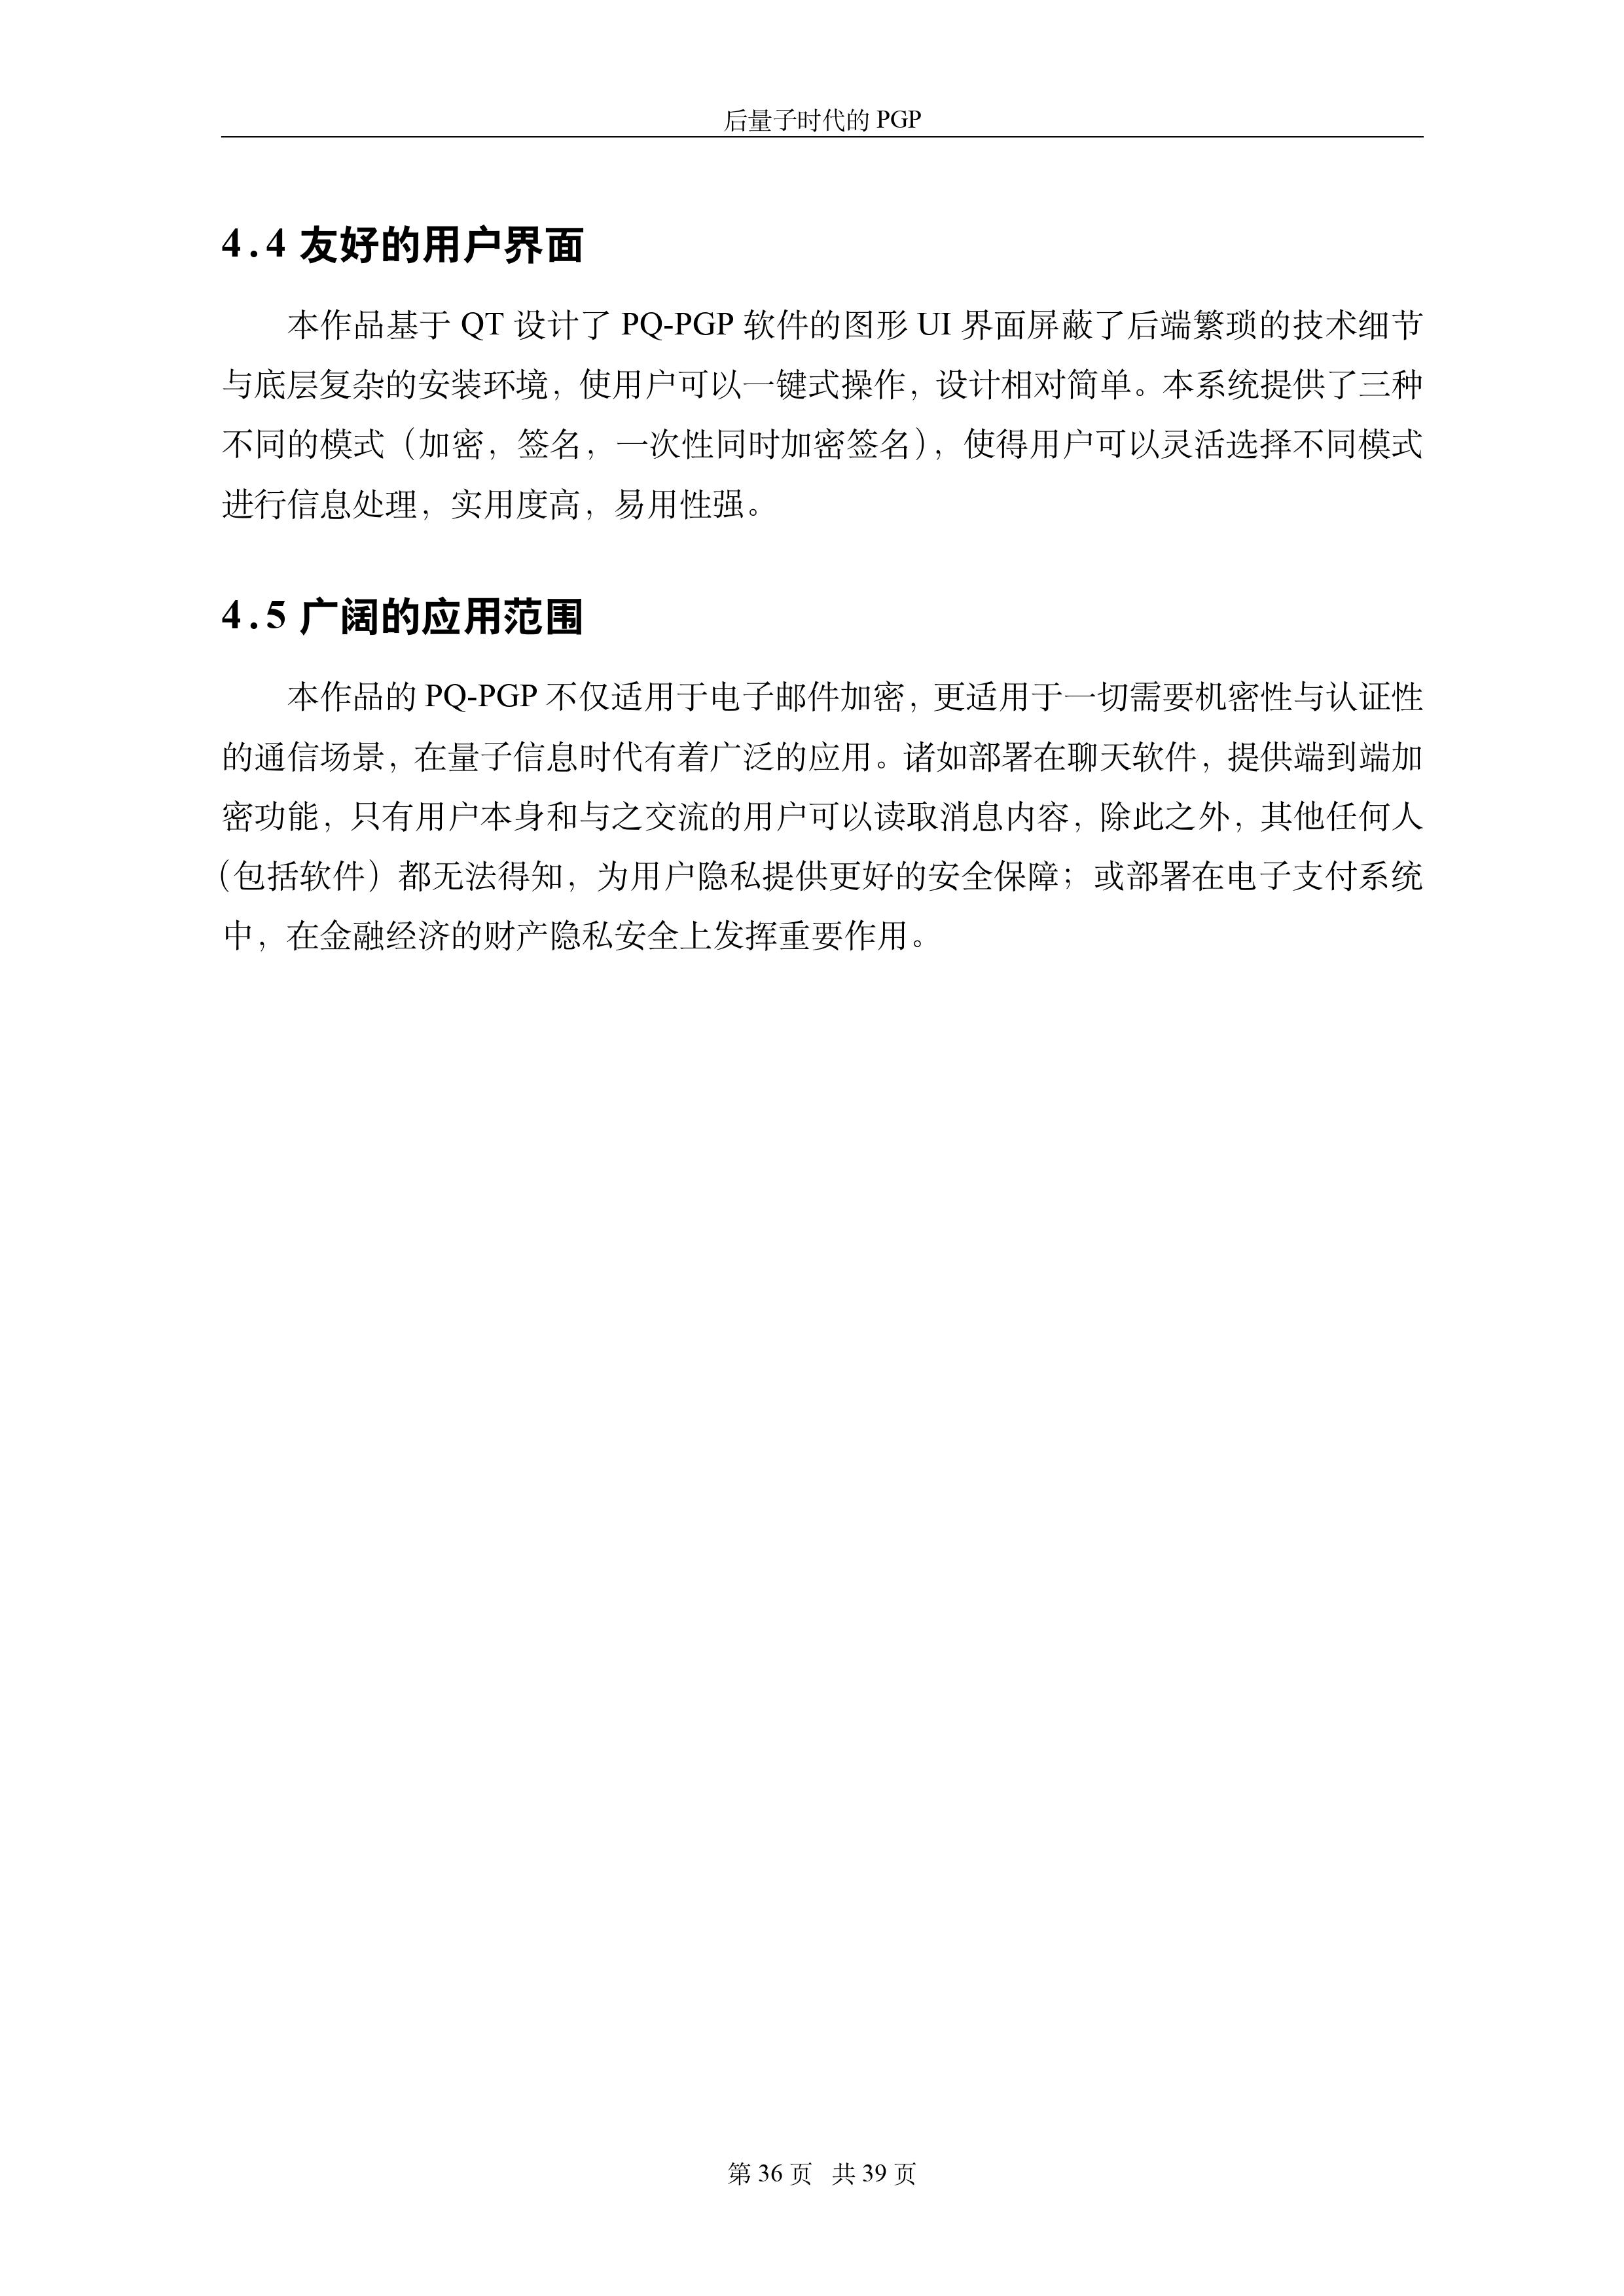 后量子时代的 PGP
4.4 友好的用户界面
本作品基于 QT 设计了 PQ-PGP 软件的图形 UI 界面屏蔽了后端繁琐的技术细节
与底层复杂的安装环境，使用户可以一键式操作，设计相对简单。本系统提供了三种
不同的模式（加密，签名，一次性同时加密签名），使得用户可以灵活选择不同模式
进行信息处理，实用度高，易用性强。
4.5 广阔的应用范围
本作品的 PQ-PGP 不仅适用于电子邮件加密，更适用于一切需要机密性与认证性
的通信场景，在量子信息时代有着广泛的应用。诸如部署在聊天软件，提供端到端加
密功能，只有用户本身和与之交流的用户可以读取消息内容，除此之外，其他任何人
（包括软件）都无法得知，为用户隐私提供更好的安全保障；或部署在电子支付系统
中，在金融经济的财产隐私安全上发挥重要作用。
第 36 页 共 39 页